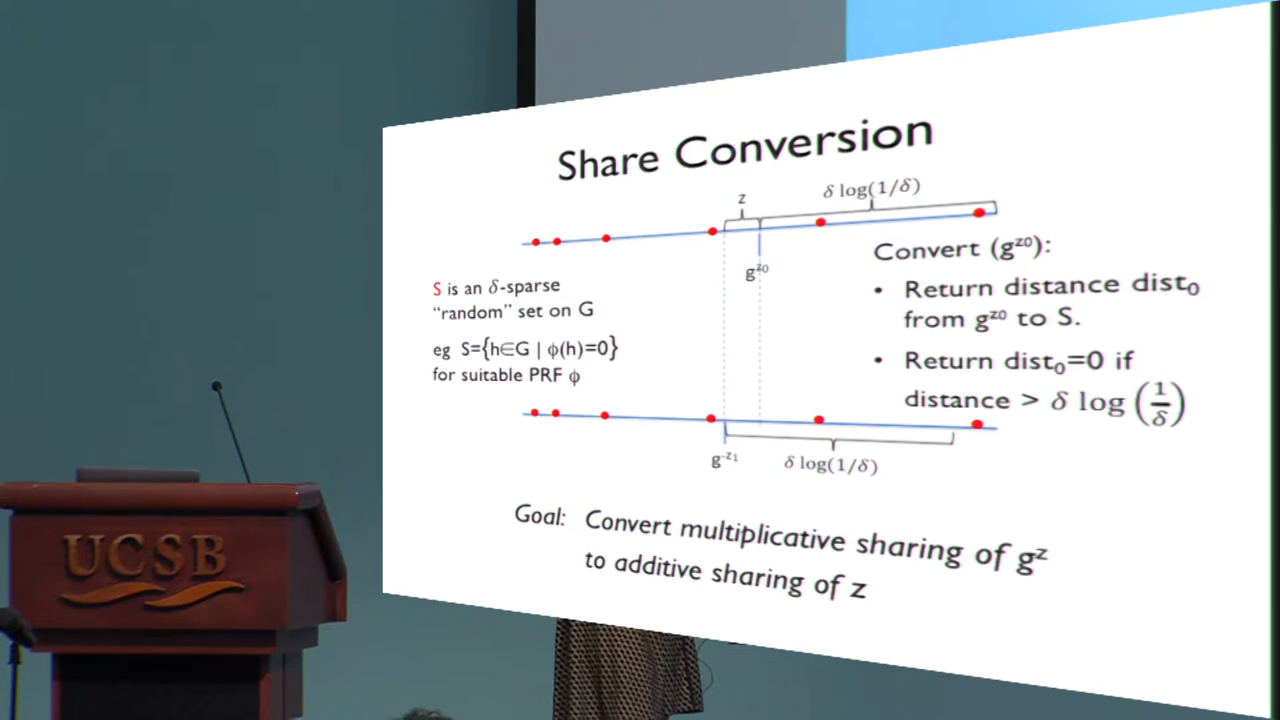 Share Conversion
z
δ log(1/δ)
g^z0
S is an δ-sparse
"random" set on G
eg S={h∈G | ϕ(h)=0}
for suitable PRF ϕ
Convert (g^z0):
• Return distance dist₀
from g^z0 to S.
• Return dist₀=0 if
distance > δ log (1/δ)
g^-z1
δ log(1/δ)
Goal: Convert multiplicative sharing of g^z
to additive sharing of z
UCSB